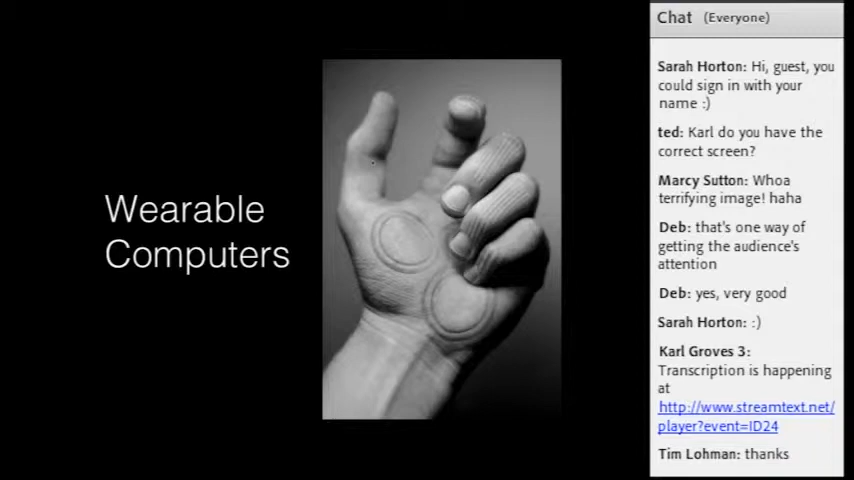 Wearable
Computers
Chat (Everyone)
Sarah Horton: Hi, guest, you
could sign in with your
name :)
ted: Karl do you have the
correct screen?
Marcy Sutton: Whoa
terrifying image! haha
Deb: that's one way of
getting the audience's
attention
Deb: yes, very good
Sarah Horton: :)
Karl Groves 3:
Transcription is happening
at
http://www.streamtext.net/
player?event=ID24
Tim Lohman: thanks